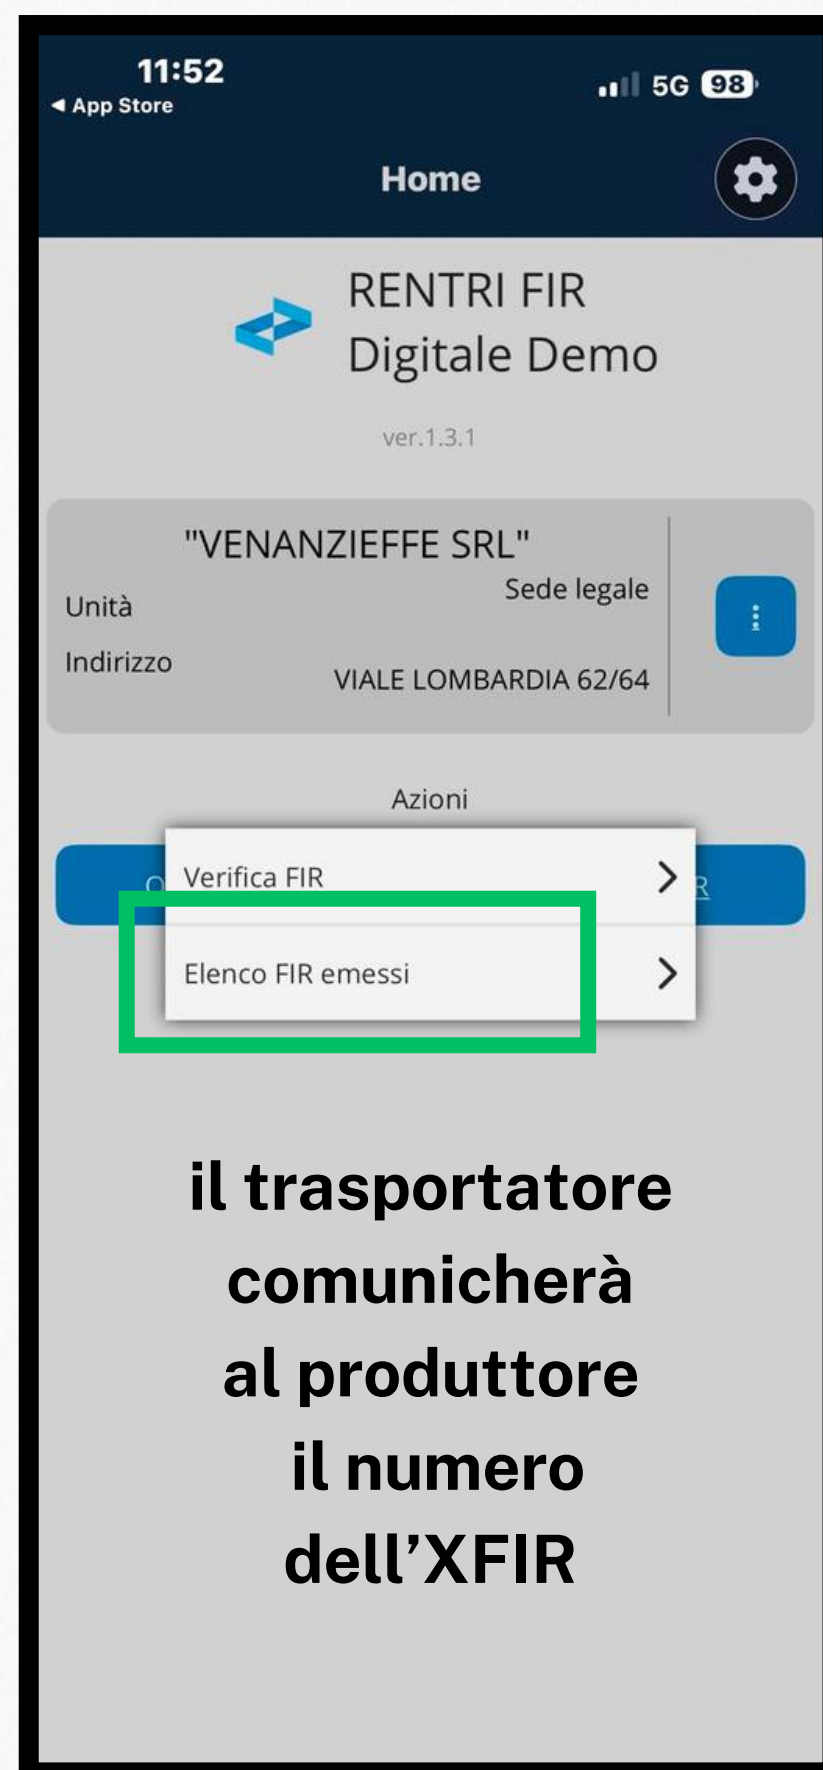 11:52
5G 98
◀ App Store
Home
RENTRI FIR
Digitale Demo
ver.1.3.1
"VENANZIEFFE SRL"
Unità Sede legale
Indirizzo
VIALE LOMBARDIA 62/64
Azioni
Verifica FIR
Elenco FIR emessi
il trasportatore
comunicherà
al produttore
il numero
dell’XFIR